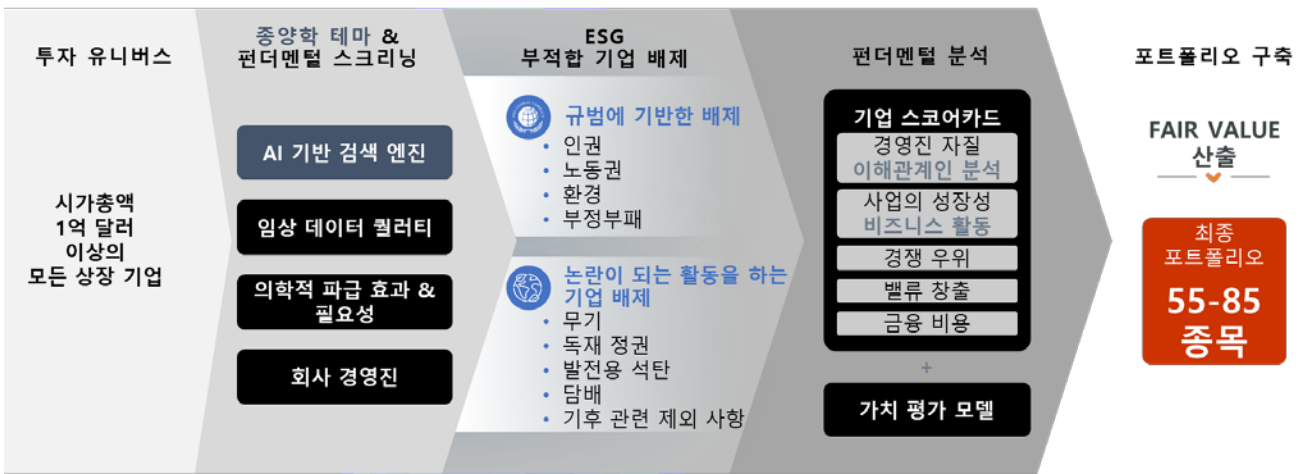 투자 유니버스
시가총액
1억 달러
이상의
모든 상장 기업
종양학 테마 &
펀더멘털 스크리닝
AI 기반 검색 엔진
임상 데이터 퀄러티
의학적 파급 효과 &
필요성
회사 경영진
ESG
부적합 기업 배제
규범에 기반한 배제
• 인권
• 노동권
• 환경
• 부정부패
논란이 되는 활동을 하는
기업 배제
• 무기
• 독재 정권
• 발전용 석탄
• 담배
• 기후 관련 제외 사항
펀더멘털 분석
기업 스코어카드
경영진 자질
이해관계인 분석
사업의 성장성
비즈니스 활동
경쟁 우위
밸류 창출
금융 비용
+
가치 평가 모델
포트폴리오 구축
FAIR VALUE
산출
최종
포트폴리오
55-85
종목